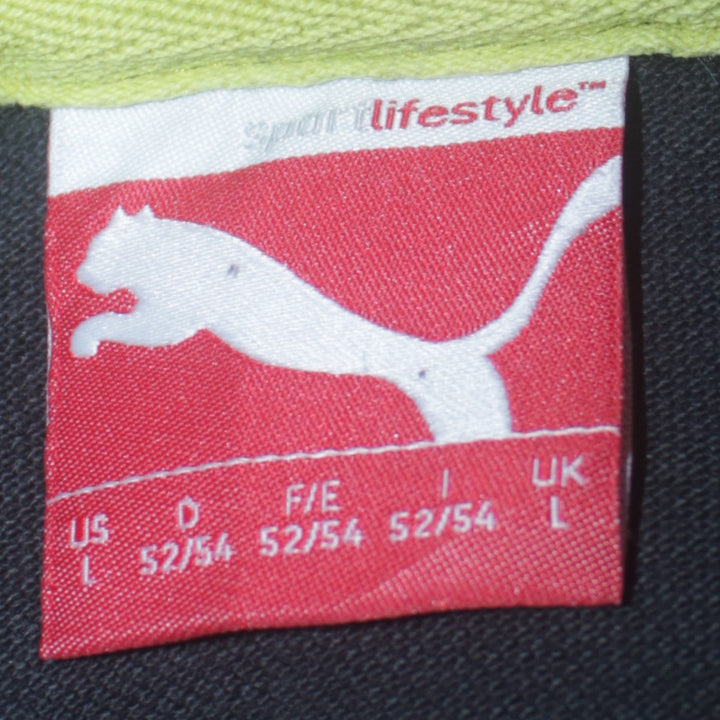 sportlifestyle™
US D F/E I UK
L 52/54 52/54 52/54 L